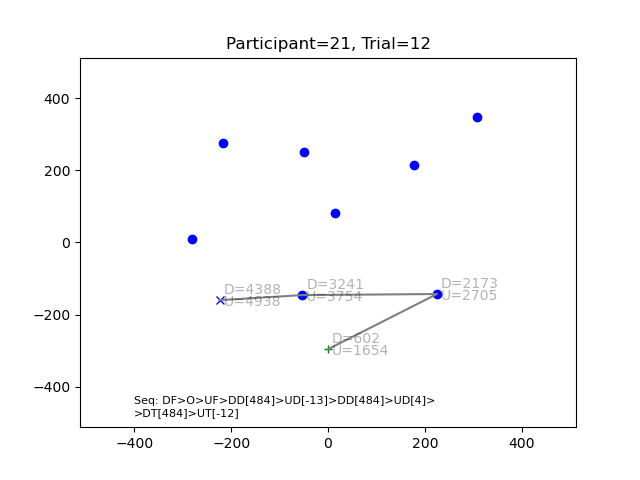 Participant=21, Trial=12
400
200
0
−200
−400
D=2173
U=2705
D=3241
U=3754
D=4388
U=4938
D=602
U=1654
Seq: DF>O>UF>DD[484]>UD[-13]>DD[484]>UD[4]>
>DT[484]>UT[-12]
−400
−200
0
200
400